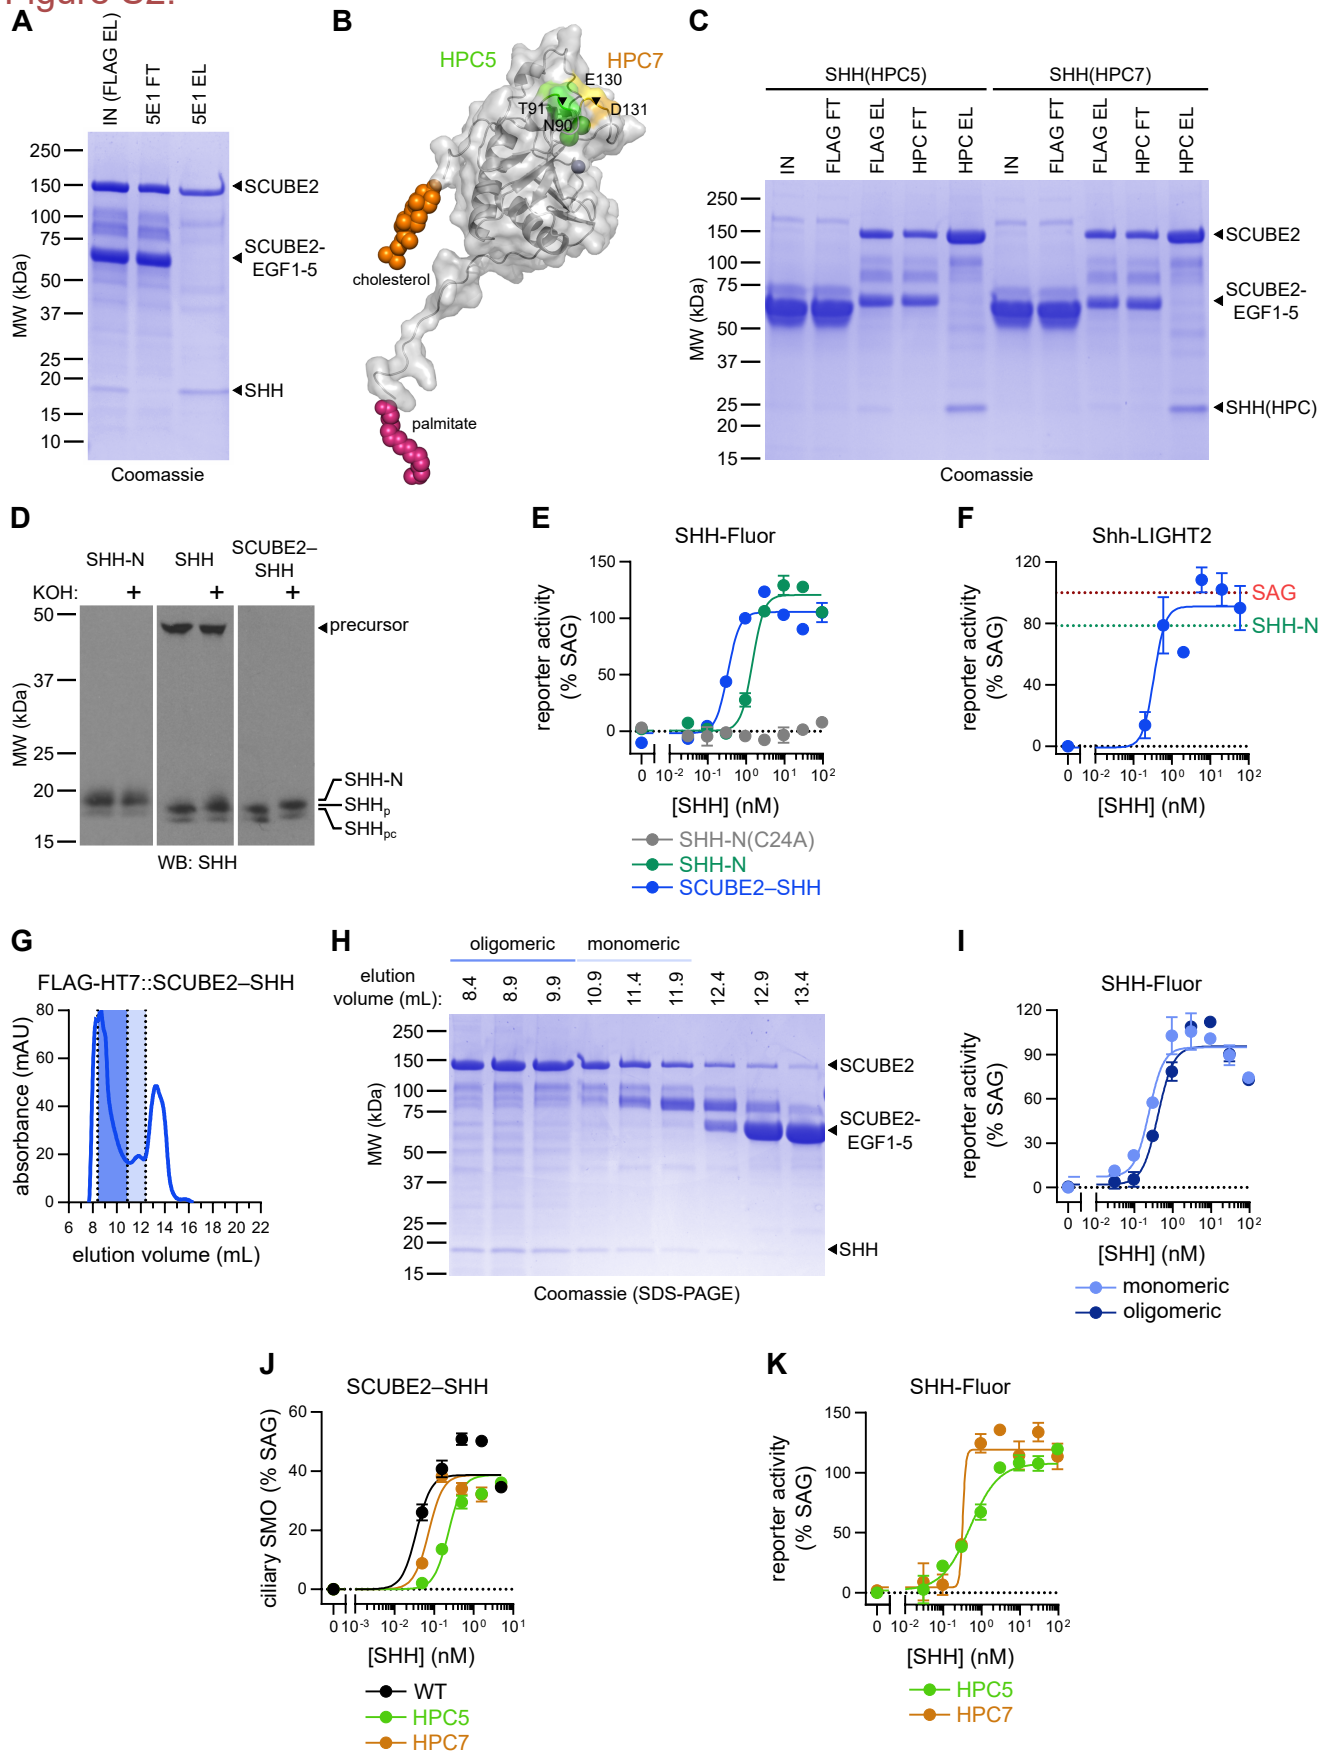 Figure S2.
A
IN (FLAG EL)
5E1 FT
5E1 EL
250
150
100
75
50
37
25
20
15
10
MW (kDa)
SCUBE2
SCUBE2-
EGF1-5
SHH
Coomassie
B
HPC5
HPC7
E130
T91
D131
N90
cholesterol
palmitate
C
SHH(HPC5)
SHH(HPC7)
IN
FLAG FT
FLAG EL
HPC FT
HPC EL
IN
FLAG FT
FLAG EL
HPC FT
HPC EL
250
150
100
75
50
37
25
20
15
MW (kDa)
SCUBE2
SCUBE2-
EGF1-5
SHH(HPC)
Coomassie
D
SHH-N
SHH
SCUBE2–
SHH
KOH:
+
+
+
50
37
25
20
15
MW (kDa)
precursor
SHH-N
SHHp
SHHpc
WB: SHH
E
SHH-Fluor
reporter activity
(% SAG)
150
100
50
0
0
10-2
10-1
100
101
102
[SHH] (nM)
SHH-N(C24A)
SHH-N
SCUBE2–SHH
F
Shh-LIGHT2
reporter activity
(% SAG)
120
80
40
0
SAG
SHH-N
0
10-2
10-1
100
101
102
[SHH] (nM)
G
FLAG-HT7::SCUBE2–SHH
absorbance (mAU)
80
60
40
20
0
6 8 10 12 14 16 18 20 22
elution volume (mL)
H
oligomeric
monomeric
elution
volume (mL):
8.4
8.9
9.9
10.9
11.4
11.9
12.4
12.9
13.4
250
150
100
75
50
37
25
20
15
MW (kDa)
SCUBE2
SCUBE2-
EGF1-5
SHH
Coomassie (SDS-PAGE)
I
SHH-Fluor
reporter activity
(% SAG)
120
90
60
30
0
0
10-2
10-1
100
101
102
[SHH] (nM)
monomeric
oligomeric
J
SCUBE2–SHH
ciliary SMO (% SAG)
60
40
20
0
0
10-3
10-2
10-1
100
101
[SHH] (nM)
WT
HPC5
HPC7
K
SHH-Fluor
reporter activity
(% SAG)
150
100
50
0
0
10-2
10-1
100
101
102
[SHH] (nM)
HPC5
HPC7